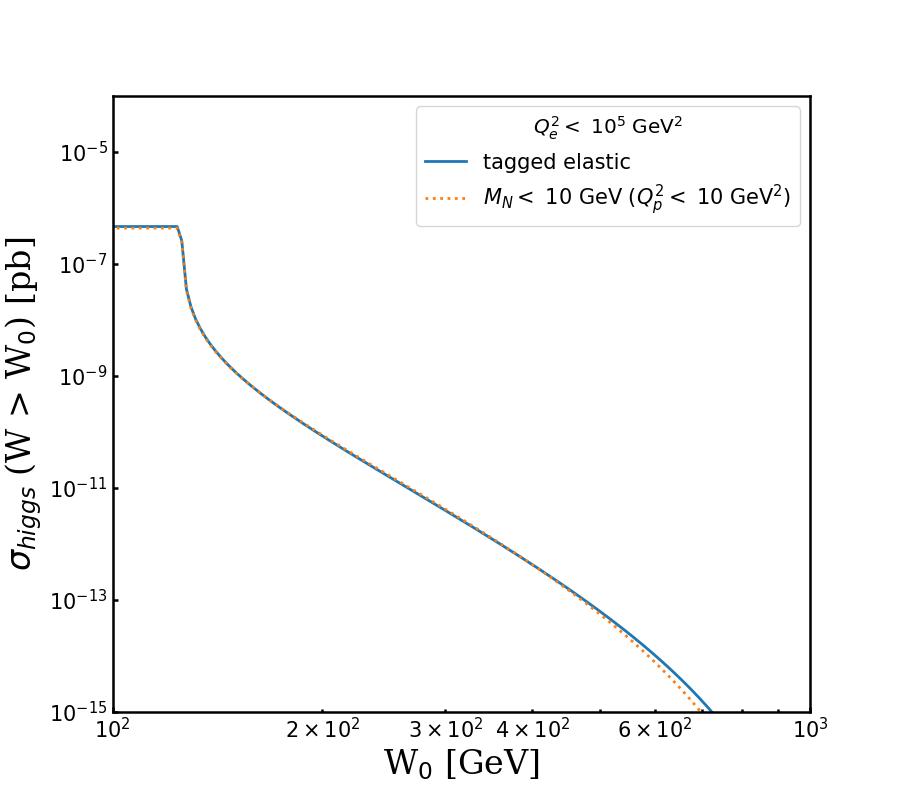 Q_e^2 < 10^5 GeV^2
tagged elastic
M_N < 10 GeV (Q_p^2 < 10 GeV^2)
10^-5
10^-7
10^-9
10^-11
10^-13
10^-15
σ_higgs (W > W_0) [pb]
10^2
2 × 10^2
3 × 10^2
4 × 10^2
6 × 10^2
10^3
W_0 [GeV]